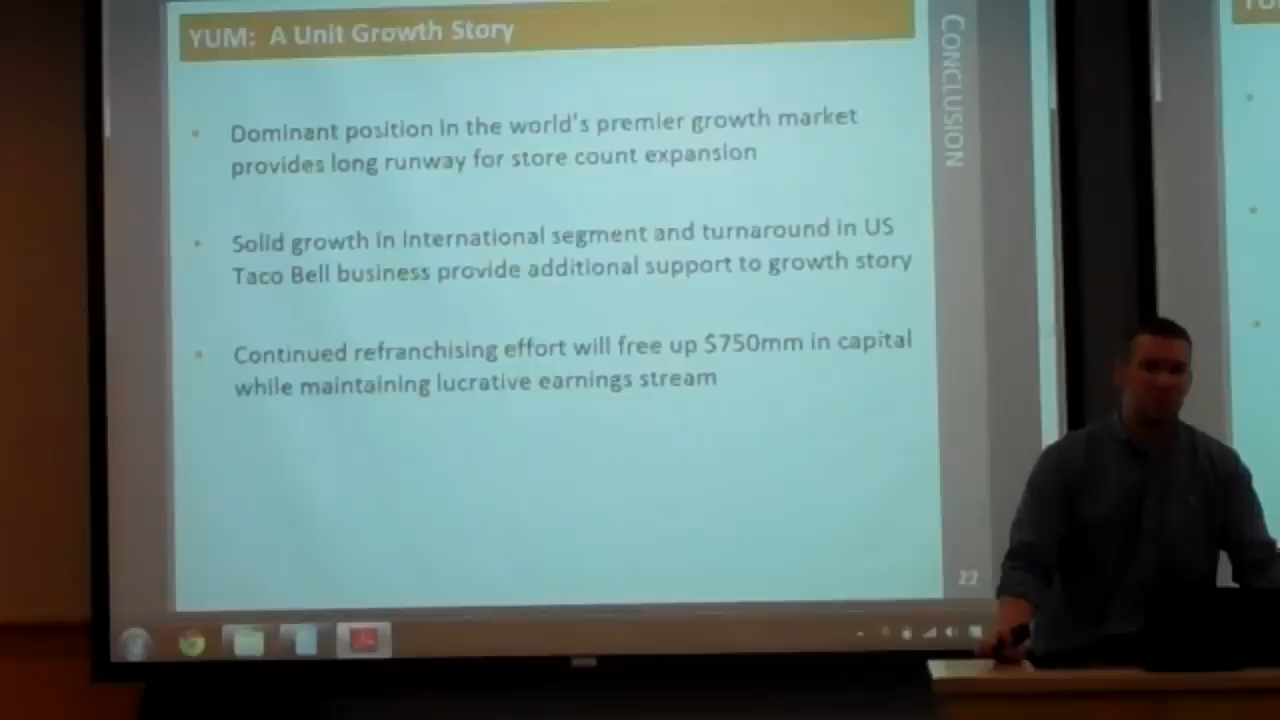 YUM: A Unit Growth Story
Dominant position in the world's premier growth market
provides long runway for store count expansion
Solid growth in International segment and turnaround in US
Taco Bell business provide additional support to growth story
Continued refranchising effort will free up $750mm in capital
while maintaining lucrative earnings stream
CONCLUSION
22